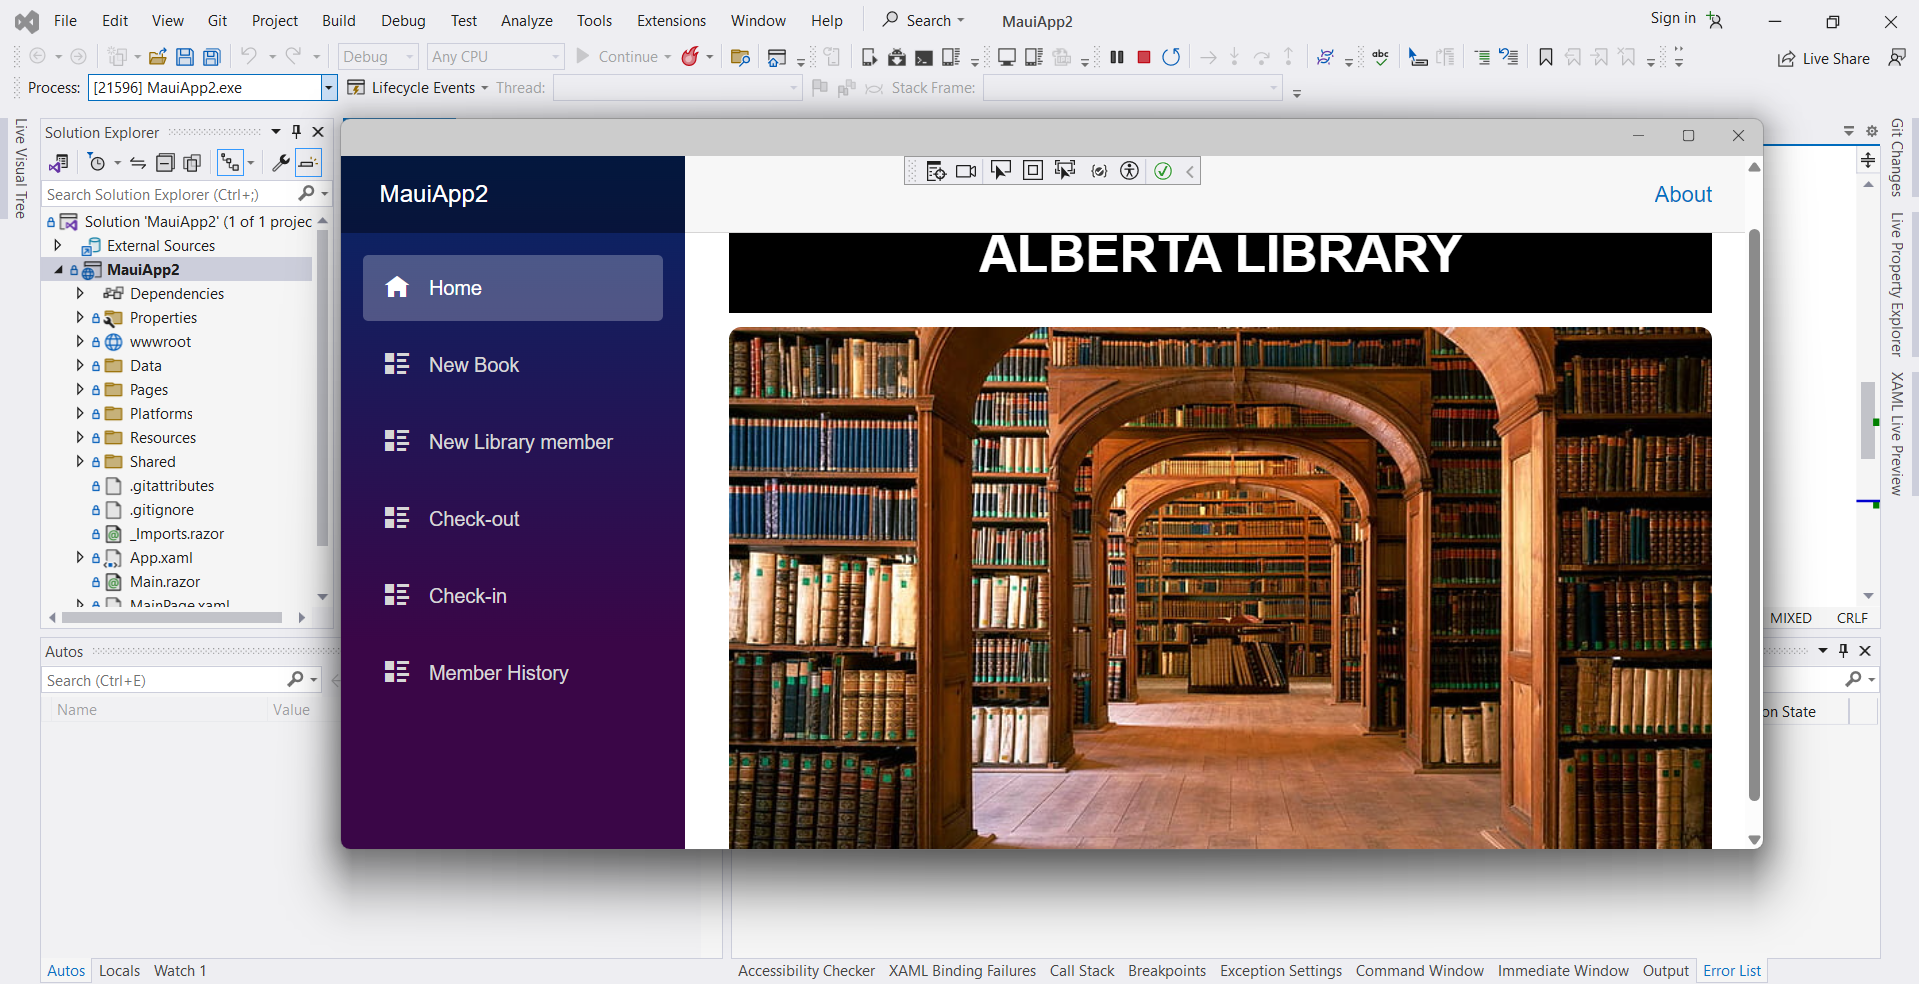 File Edit View Git Project Build Debug Test Analyze Tools Extensions Window Help Search MauiApp2 Sign in
Debug Any CPU Continue Live Share
Process: [21596] MauiApp2.exe Lifecycle Events Thread: Stack Frame:
Live Visual Tree
Solution Explorer
Search Solution Explorer (Ctrl+;)
Solution 'MauiApp2' (1 of 1 projec
External Sources
MauiApp2
Dependencies
Properties
wwwroot
Data
Pages
Platforms
Resources
Shared
.gitattributes
.gitignore
_Imports.razor
App.xaml
Main.razor
MainPage.xaml
Autos
Search (Ctrl+E)
Name Value
MauiApp2
Home
New Book
New Library member
Check-out
Check-in
Member History
About
ALBERTA LIBRARY
Git Changes
Live Property Explorer
XAML Live Preview
MIXED CRLF
on State
Autos Locals Watch 1
Accessibility Checker XAML Binding Failures Call Stack Breakpoints Exception Settings Command Window Immediate Window Output Error List